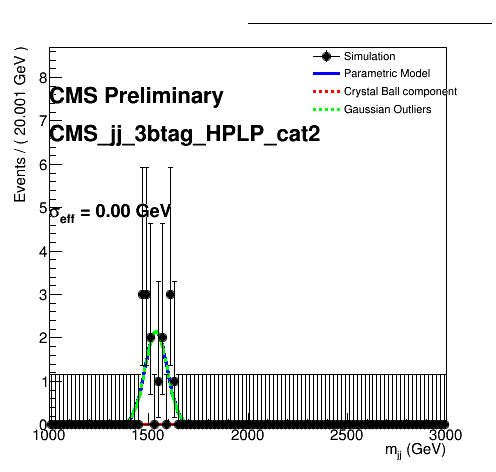 Simulation
Parametric Model
Crystal Ball component
Gaussian Outliers
CMS Preliminary
CMS_jj_3btag_HPLP_cat2
σeff = 0.00 GeV
Events / ( 20.001 GeV )
8
7
6
5
4
3
2
1
0
1000 1500 2000 2500 3000
mjj (GeV)